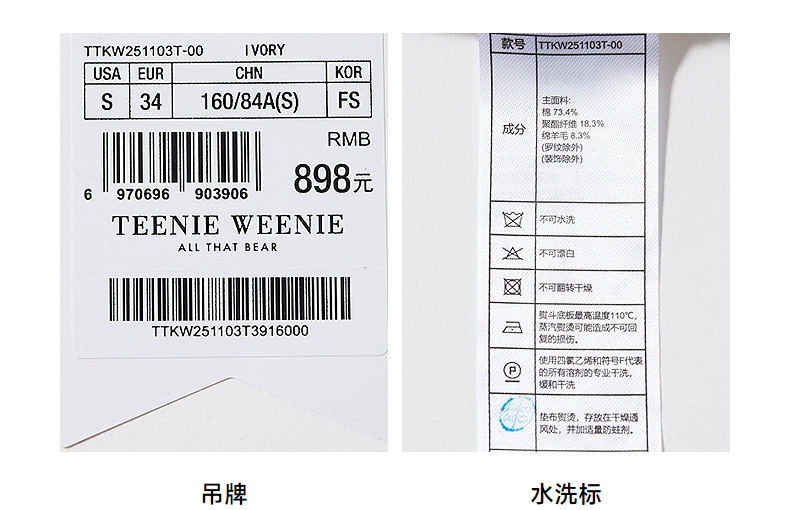 TTKW251103T-00 IVORY
USA EUR CHN KOR
S 34 160/84A(S) FS
RMB
898元
6 970696 903906
TEENIE WEENIE
ALL THAT BEAR
TTKW251103T3916000
吊牌
款号 TTKW251103T-00
成分
主面料:
棉 73.4%
聚酯纤维 18.3%
绵羊毛 8.3%
(罗纹除外)
(装饰除外)
不可水洗
不可漂白
不可翻转干燥
熨斗底板最高温度110℃,
蒸汽熨烫可能造成不可回
复的损伤。
P
使用四氯乙烯和符号F代表
的所有溶剂的专业干洗,
缓和干洗
垫布熨烫，存放在干燥通
风处，并加适量防蛀剂。
水洗标